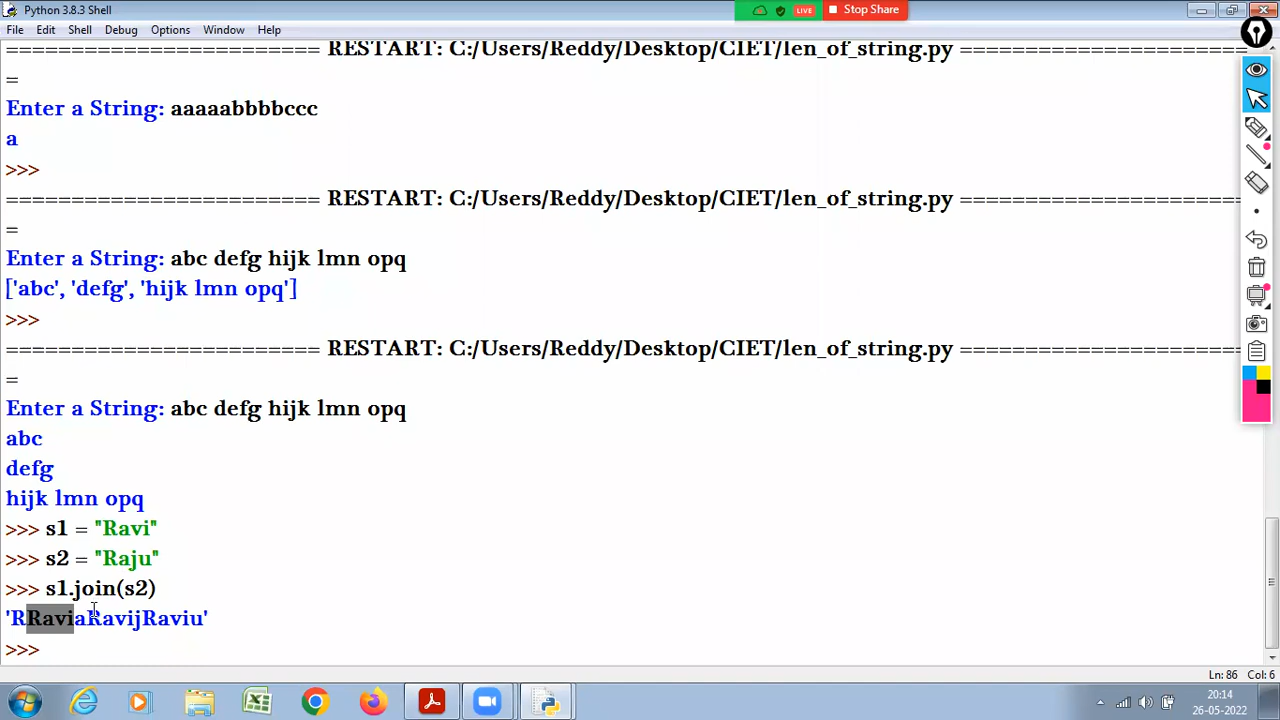 Python 3.8.3 Shell
LIVE
Stop Share
File Edit Shell Debug Options Window Help
======================== RESTART: C:/Users/Reddy/Desktop/CIET/len_of_string.py =======================
=
Enter a String: aaaaabbbbccc
a
>>>
======================== RESTART: C:/Users/Reddy/Desktop/CIET/len_of_string.py =======================
=
Enter a String: abc defg hijk lmn opq
['abc', 'defg', 'hijk lmn opq']
>>>
======================== RESTART: C:/Users/Reddy/Desktop/CIET/len_of_string.py =======================
=
Enter a String: abc defg hijk lmn opq
abc
defg
hijk lmn opq
>>> s1 = "Ravi"
>>> s2 = "Raju"
>>> s1.join(s2)
'RRaviaRavijRaviu'
>>>
Ln: 86 Col: 6
20:14
26-05-2022